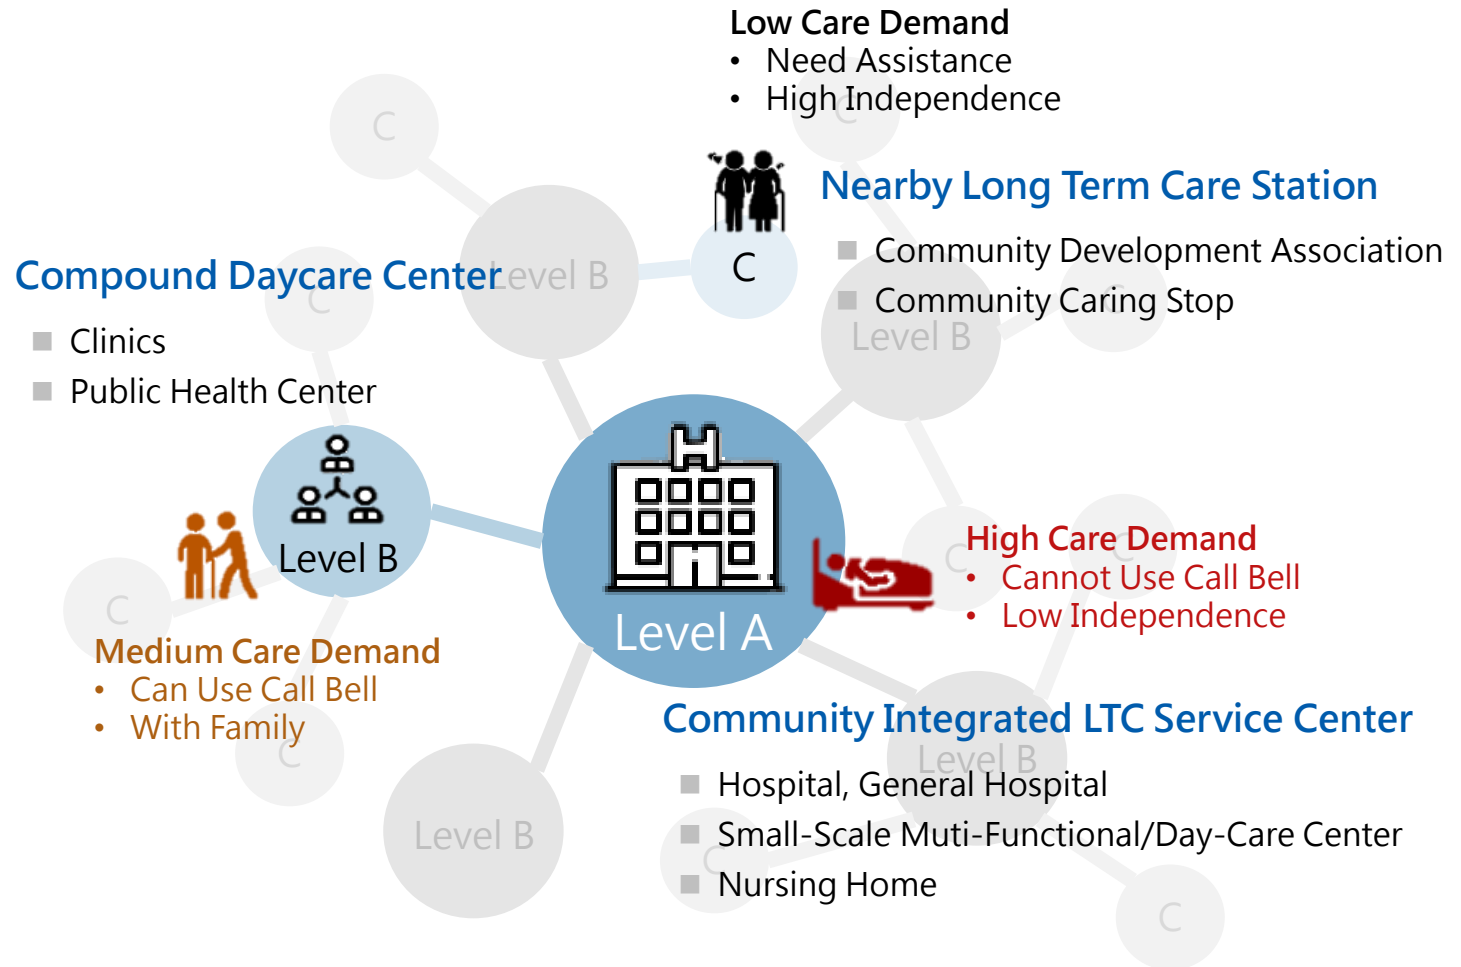 Low Care Demand
• Need Assistance
• High Independence
C
C
Nearby Long Term Care Station
Community Development Association
Community Caring Stop
C
Level B
C
Level B
C
Compound Daycare Center
Clinics
Public Health Center
Level B
C
Medium Care Demand
• Can Use Call Bell
• With Family
C
Level A
High Care Demand
• Cannot Use Call Bell
• Low Independence
C
C
Community Integrated LTC Service Center
Level B
Hospital, General Hospital
Small-Scale Muti-Functional/Day-Care Center
Nursing Home
C
C
Level B